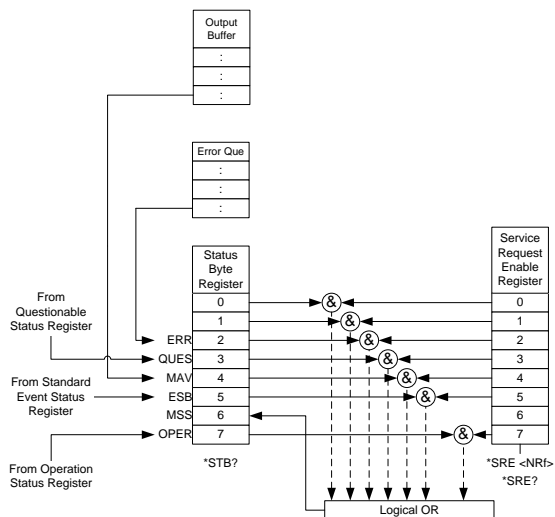 Output
Buffer
:
:
:
Error Que
:
:
:
Status
Byte
Register
0
1
2
3
4
5
6
7
*STB?
From
Questionable
Status Register
From Standard
Event Status
Register
From Operation
Status Register
ERR
QUES
MAV
ESB
MSS
OPER
&
&
&
&
&
&
&
Service
Request
Enable
Register
0
1
2
3
4
5
6
7
*SRE <NRf>
*SRE?
Logical OR